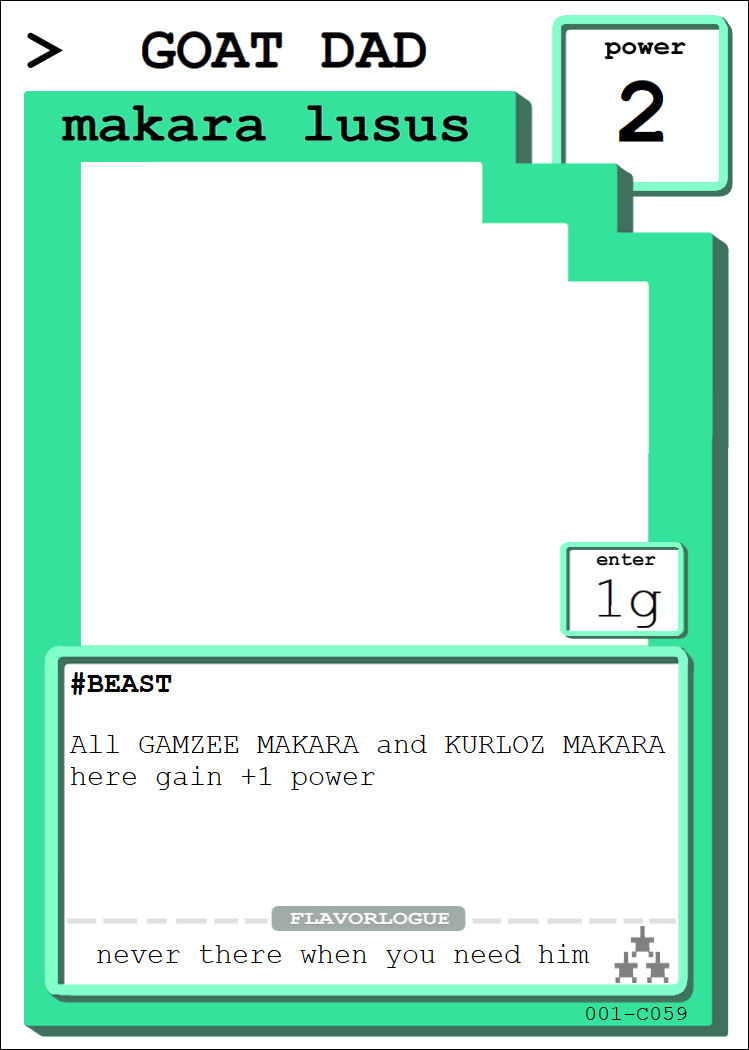 > GOAT DAD
power
2
makara lusus
enter
1g
#BEAST
All GAMZEE MAKARA and KURLOZ MAKARA
here gain +1 power
FLAVORLOGUE
never there when you need him
001-C059